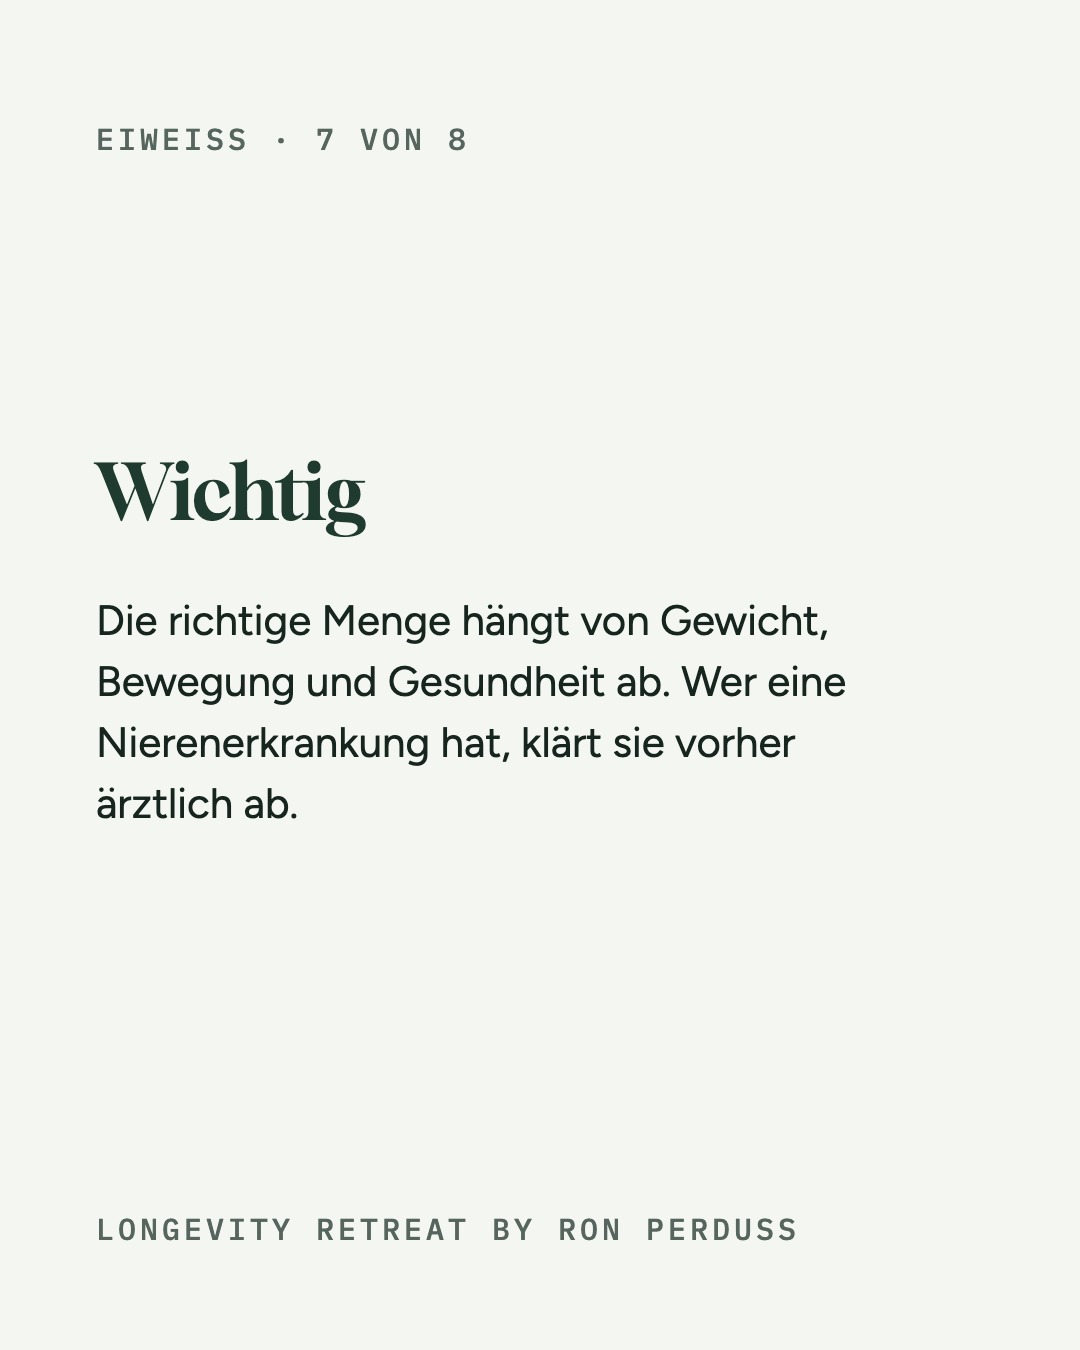 EIWEISS · 7 VON 8
Wichtig
Die richtige Menge hängt von Gewicht,
Bewegung und Gesundheit ab. Wer eine
Nierenerkrankung hat, klärt sie vorher
ärztlich ab.
LONGEVITY RETREAT BY RON PERDUSS